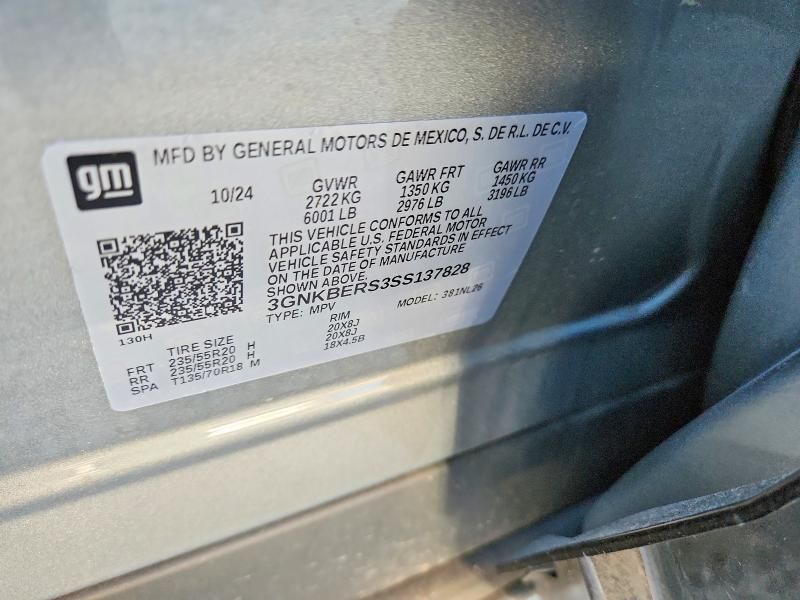 gm
MFD BY GENERAL MOTORS DE MEXICO, S. DE R.L. DE C.V.
10/24
GVWR
2722 KG
6001 LB
GAWR FRT
1350 KG
2976 LB
GAWR RR
1450 KG
3196 LB
THIS VEHICLE CONFORMS TO ALL
APPLICABLE U.S. FEDERAL MOTOR
VEHICLE SAFETY STANDARDS IN EFFECT
ON THE DATE OF MANUFACTURE
SHOWN ABOVE.
3GNKBERS3SS137828
TYPE: MPV
MODEL: 381NL26
130H
TIRE SIZE
RIM
FRT 235/55R20 H 20X8J
RR 235/55R20 H 20X8J
SPA T135/70R18 M 18X4.5B